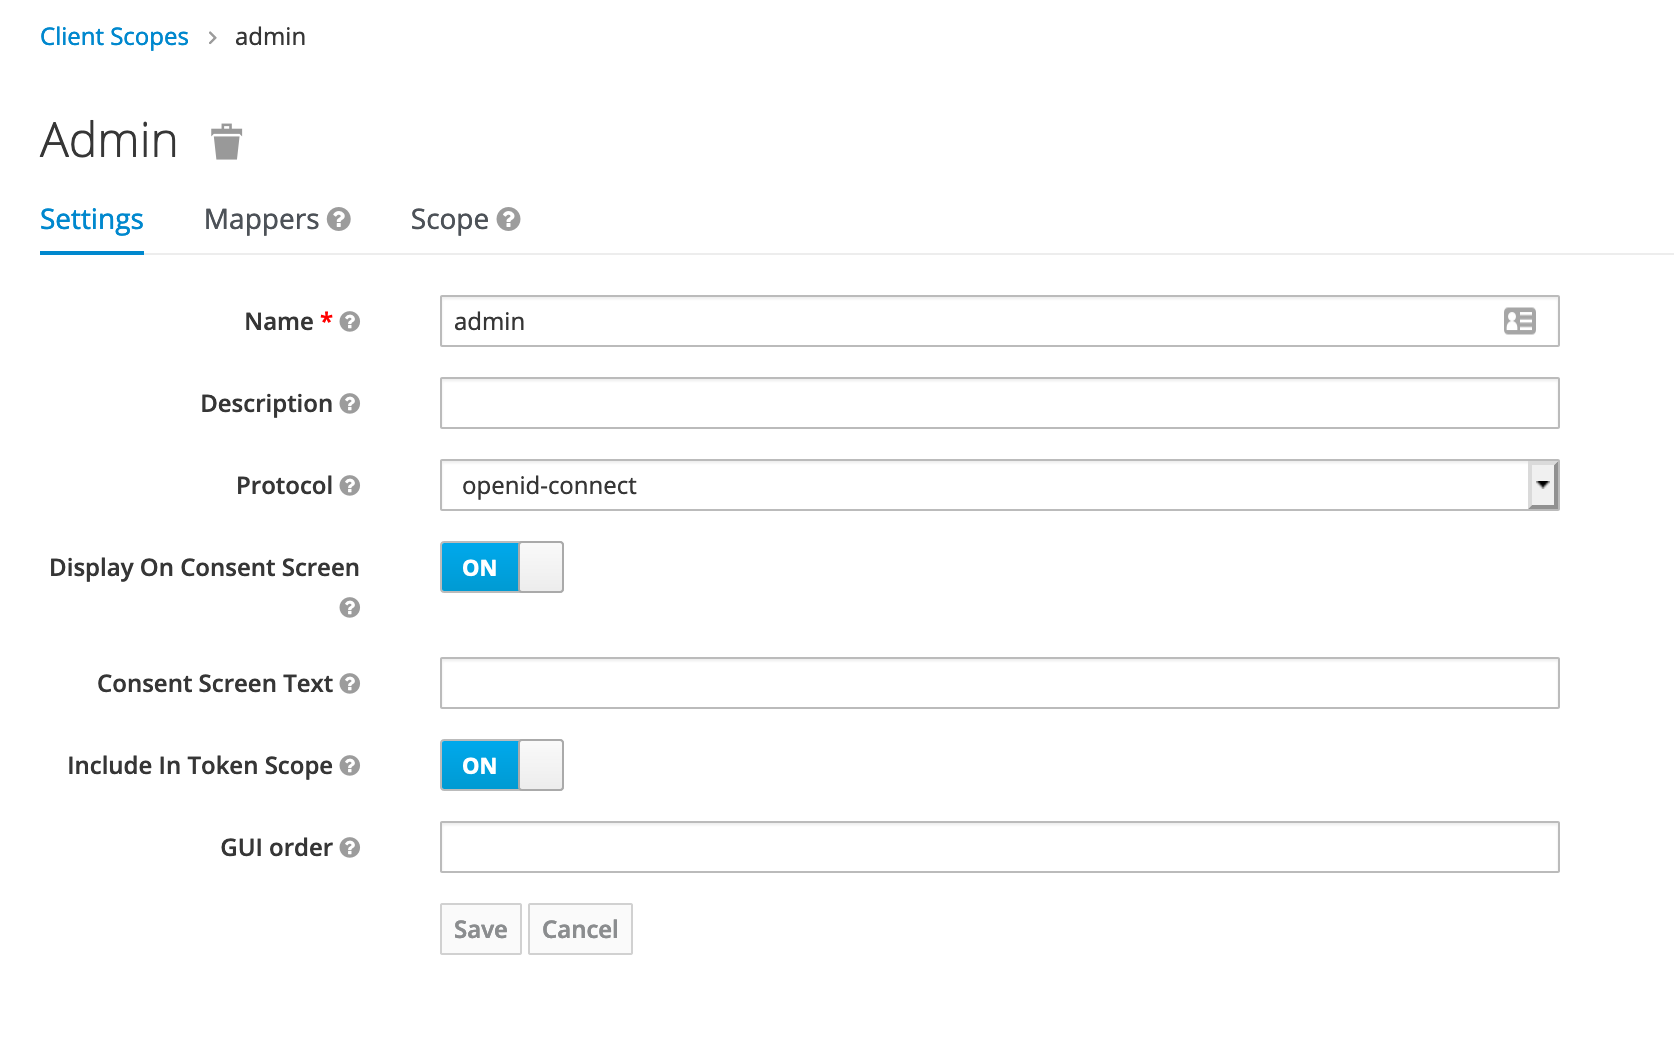 Client Scopes > admin
Admin
Settings Mappers ? Scope ?
Name * ? admin
Description ?
Protocol ? openid-connect
Display On Consent Screen ON
?
Consent Screen Text ?
Include In Token Scope ? ON
GUI order ?
Save Cancel